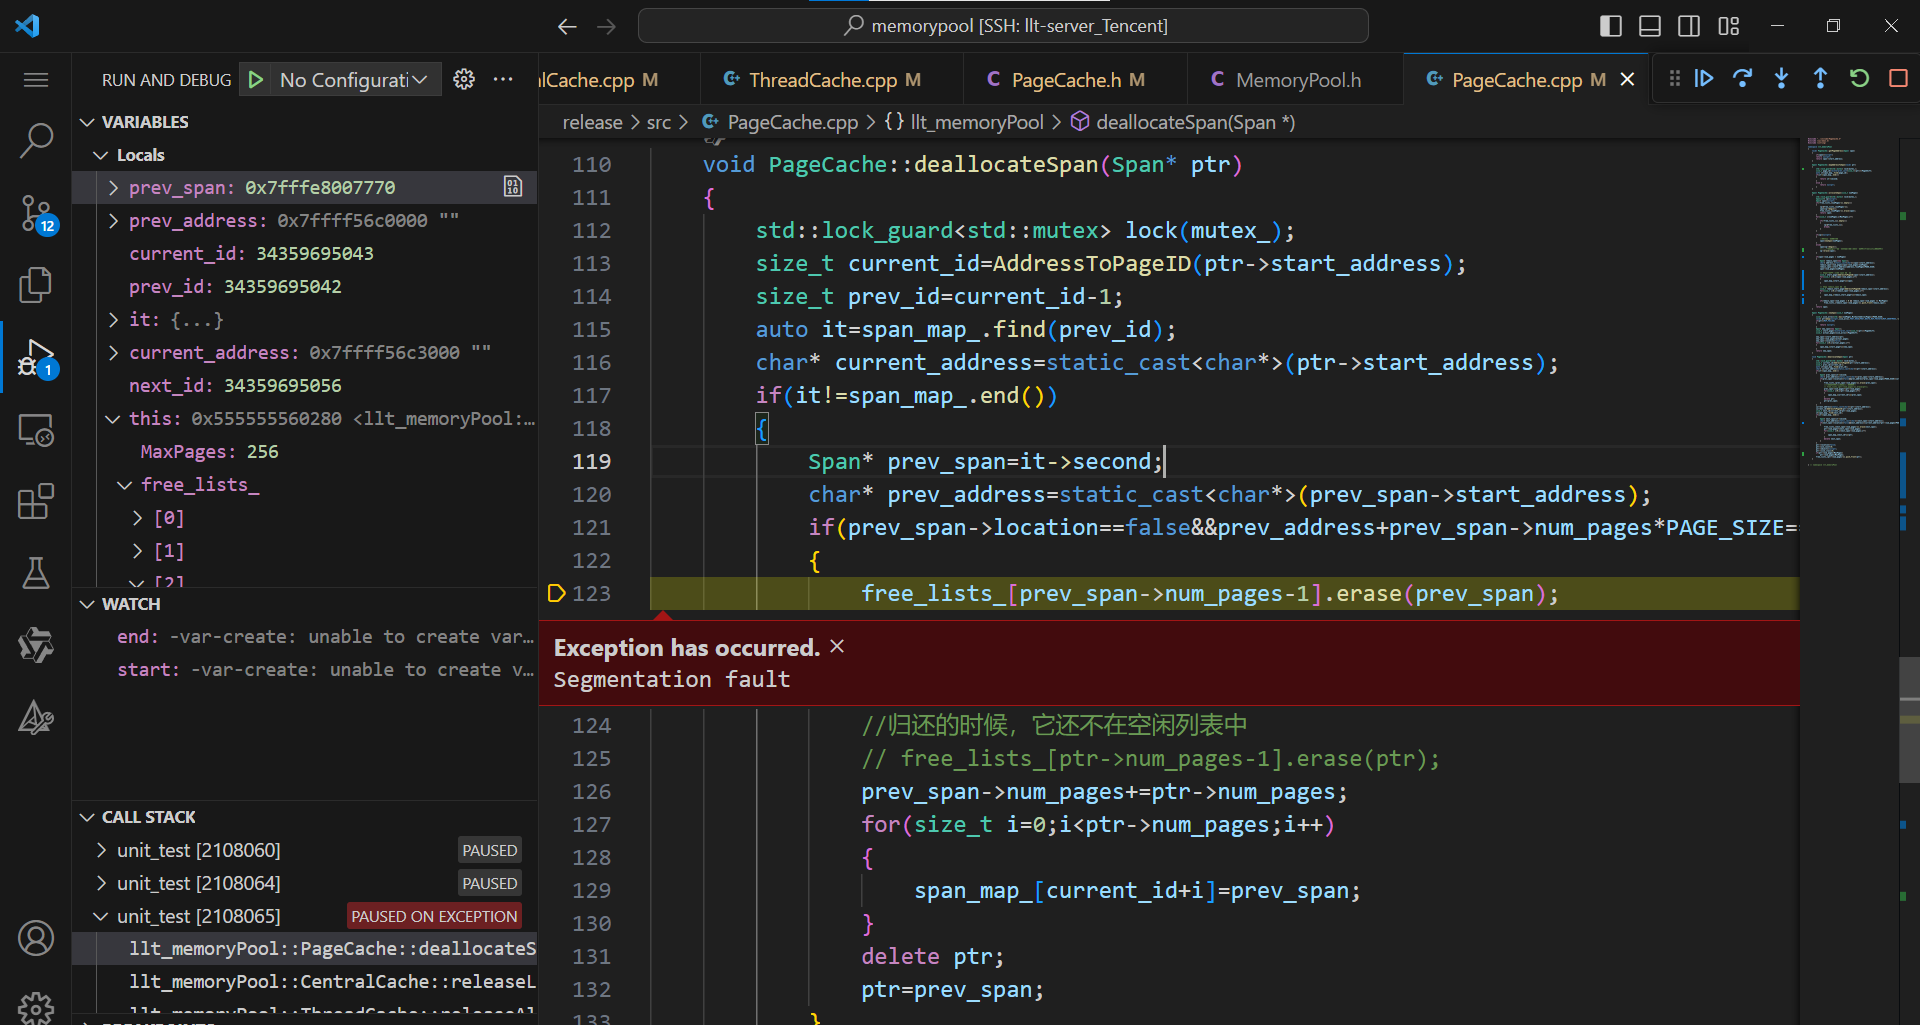 memorypool [SSH: llt-server_Tencent]
RUN AND DEBUG
No Configurati
lCache.cpp M
ThreadCache.cpp M
PageCache.h M
MemoryPool.h
PageCache.cpp M
release > src > PageCache.cpp > {} llt_memoryPool > deallocateSpan(Span *)
VARIABLES
Locals
prev_span: 0x7fffe8007770
prev_address: 0x7ffff56c0000 ""
current_id: 34359695043
prev_id: 34359695042
it: {...}
current_address: 0x7ffff56c3000 ""
next_id: 34359695056
this: 0x555555560280 <llt_memoryPool:…
MaxPages: 256
free_lists_
[0]
[1]
[2]
12
1
WATCH
end: -var-create: unable to create var…
start: -var-create: unable to create v…
CALL STACK
unit_test [2108060] PAUSED
unit_test [2108064] PAUSED
unit_test [2108065] PAUSED ON EXCEPTION
llt_memoryPool::PageCache::deallocateS
llt_memoryPool::CentralCache::releaseL
llt_memoryPool::ThreadCache::releaseAl
BREAKPOINTS
110 void PageCache::deallocateSpan(Span* ptr)
111 {
112 std::lock_guard<std::mutex> lock(mutex_);
113 size_t current_id=AddressToPageID(ptr->start_address);
114 size_t prev_id=current_id-1;
115 auto it=span_map_.find(prev_id);
116 char* current_address=static_cast<char*>(ptr->start_address);
117 if(it!=span_map_.end())
118 {
119 Span* prev_span=it->second;
120 char* prev_address=static_cast<char*>(prev_span->start_address);
121 if(prev_span->location==false&&prev_address+prev_span->num_pages*PAGE_SIZE==
122 {
123 free_lists_[prev_span->num_pages-1].erase(prev_span);
Exception has occurred.
Segmentation fault
124 //归还的时候，它还不在空闲列表中
125 // free_lists_[ptr->num_pages-1].erase(ptr);
126 prev_span->num_pages+=ptr->num_pages;
127 for(size_t i=0;i<ptr->num_pages;i++)
128 {
129 span_map_[current_id+i]=prev_span;
130 }
131 delete ptr;
132 ptr=prev_span;
133 }